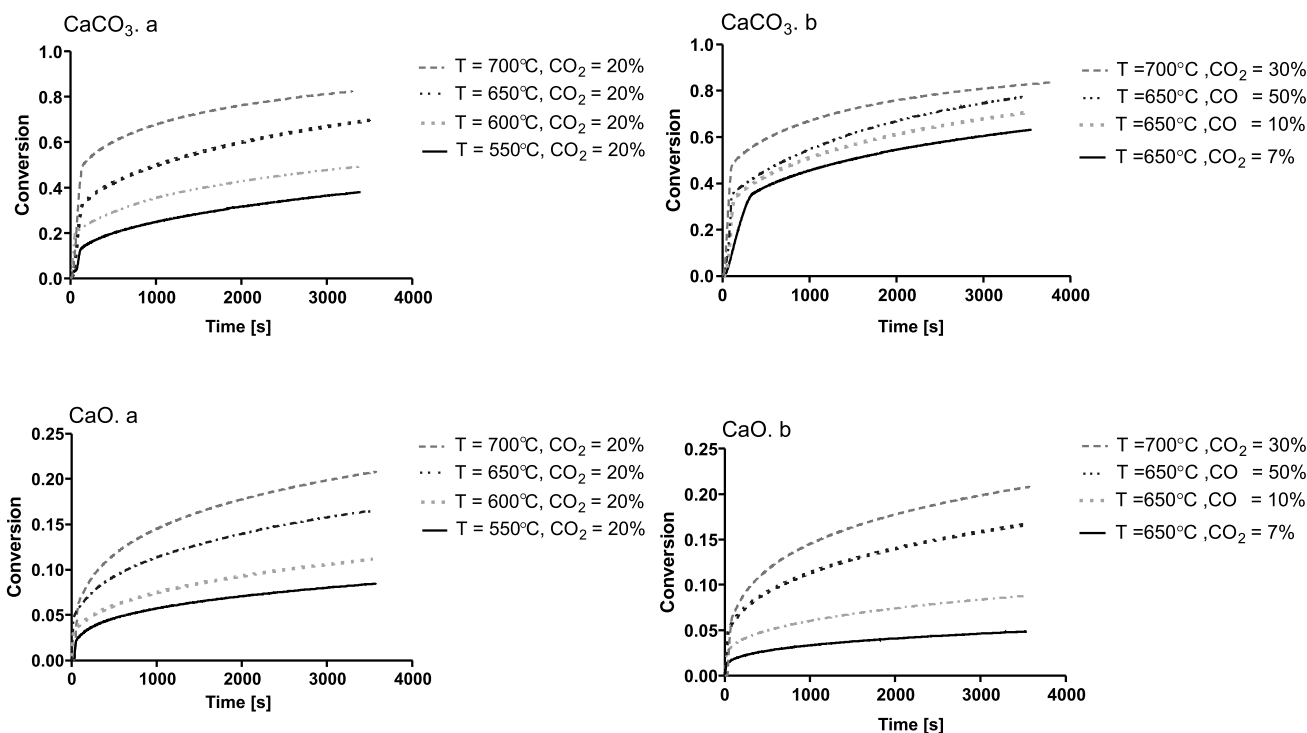 CaCO3. a
1.0
0.8
0.6
0.4
0.2
0.0
Conversion
0 1000 2000 3000 4000
Time [s]
T = 700°C, CO2 = 20%
T = 650°C, CO2 = 20%
T = 600°C, CO2 = 20%
T = 550°C, CO2 = 20%
CaCO3. b
1.0
0.8
0.6
0.4
0.2
0.0
Conversion
0 1000 2000 3000 4000
Time [s]
T =700°C ,CO2 = 30%
T =650°C ,CO = 50%
T =650°C ,CO = 10%
T =650°C ,CO2 = 7%
CaO. a
0.25
0.20
0.15
0.10
0.05
0.00
Conversion
0 1000 2000 3000 4000
Time [s]
T = 700°C, CO2 = 20%
T = 650°C, CO2 = 20%
T = 600°C, CO2 = 20%
T = 550°C, CO2 = 20%
CaO. b
0.25
0.20
0.15
0.10
0.05
0.00
Conversion
0 1000 2000 3000 4000
Time [s]
T =700°C ,CO2 = 30%
T =650°C ,CO = 50%
T =650°C ,CO = 10%
T =650°C ,CO2 = 7%